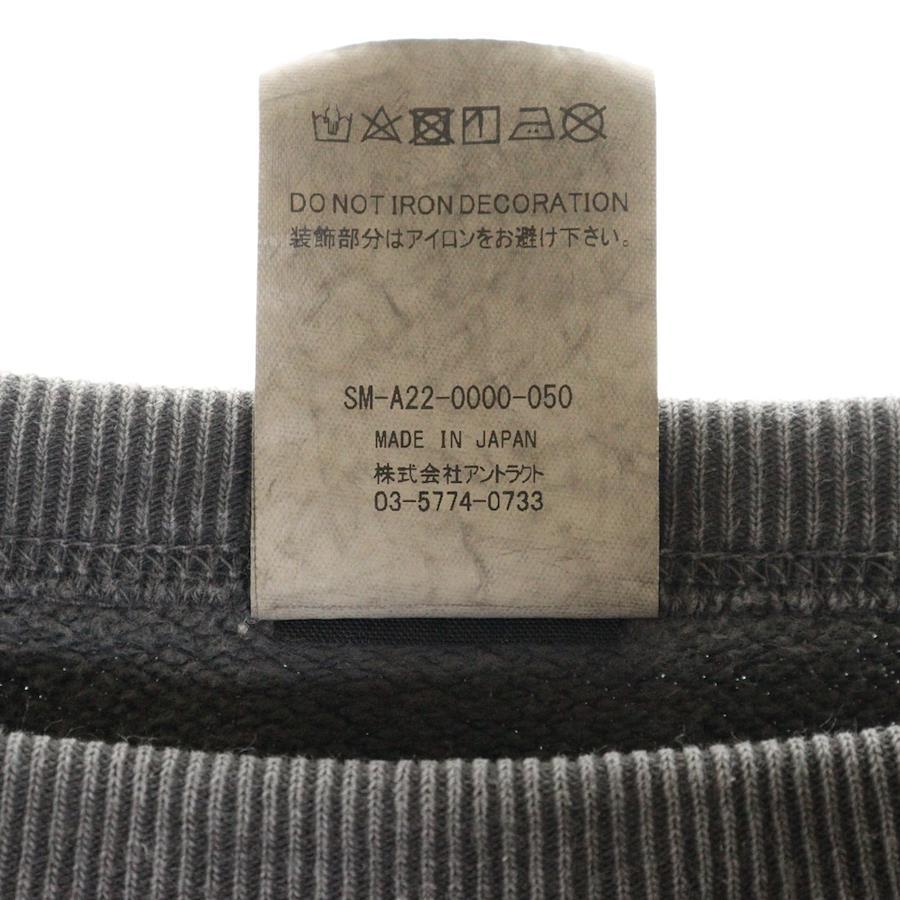 DO NOT IRON DECORATION
装飾部分はアイロンをお避け下さい。
SM-A22-0000-050
MADE IN JAPAN
株式会社アントラクト
03-5774-0733